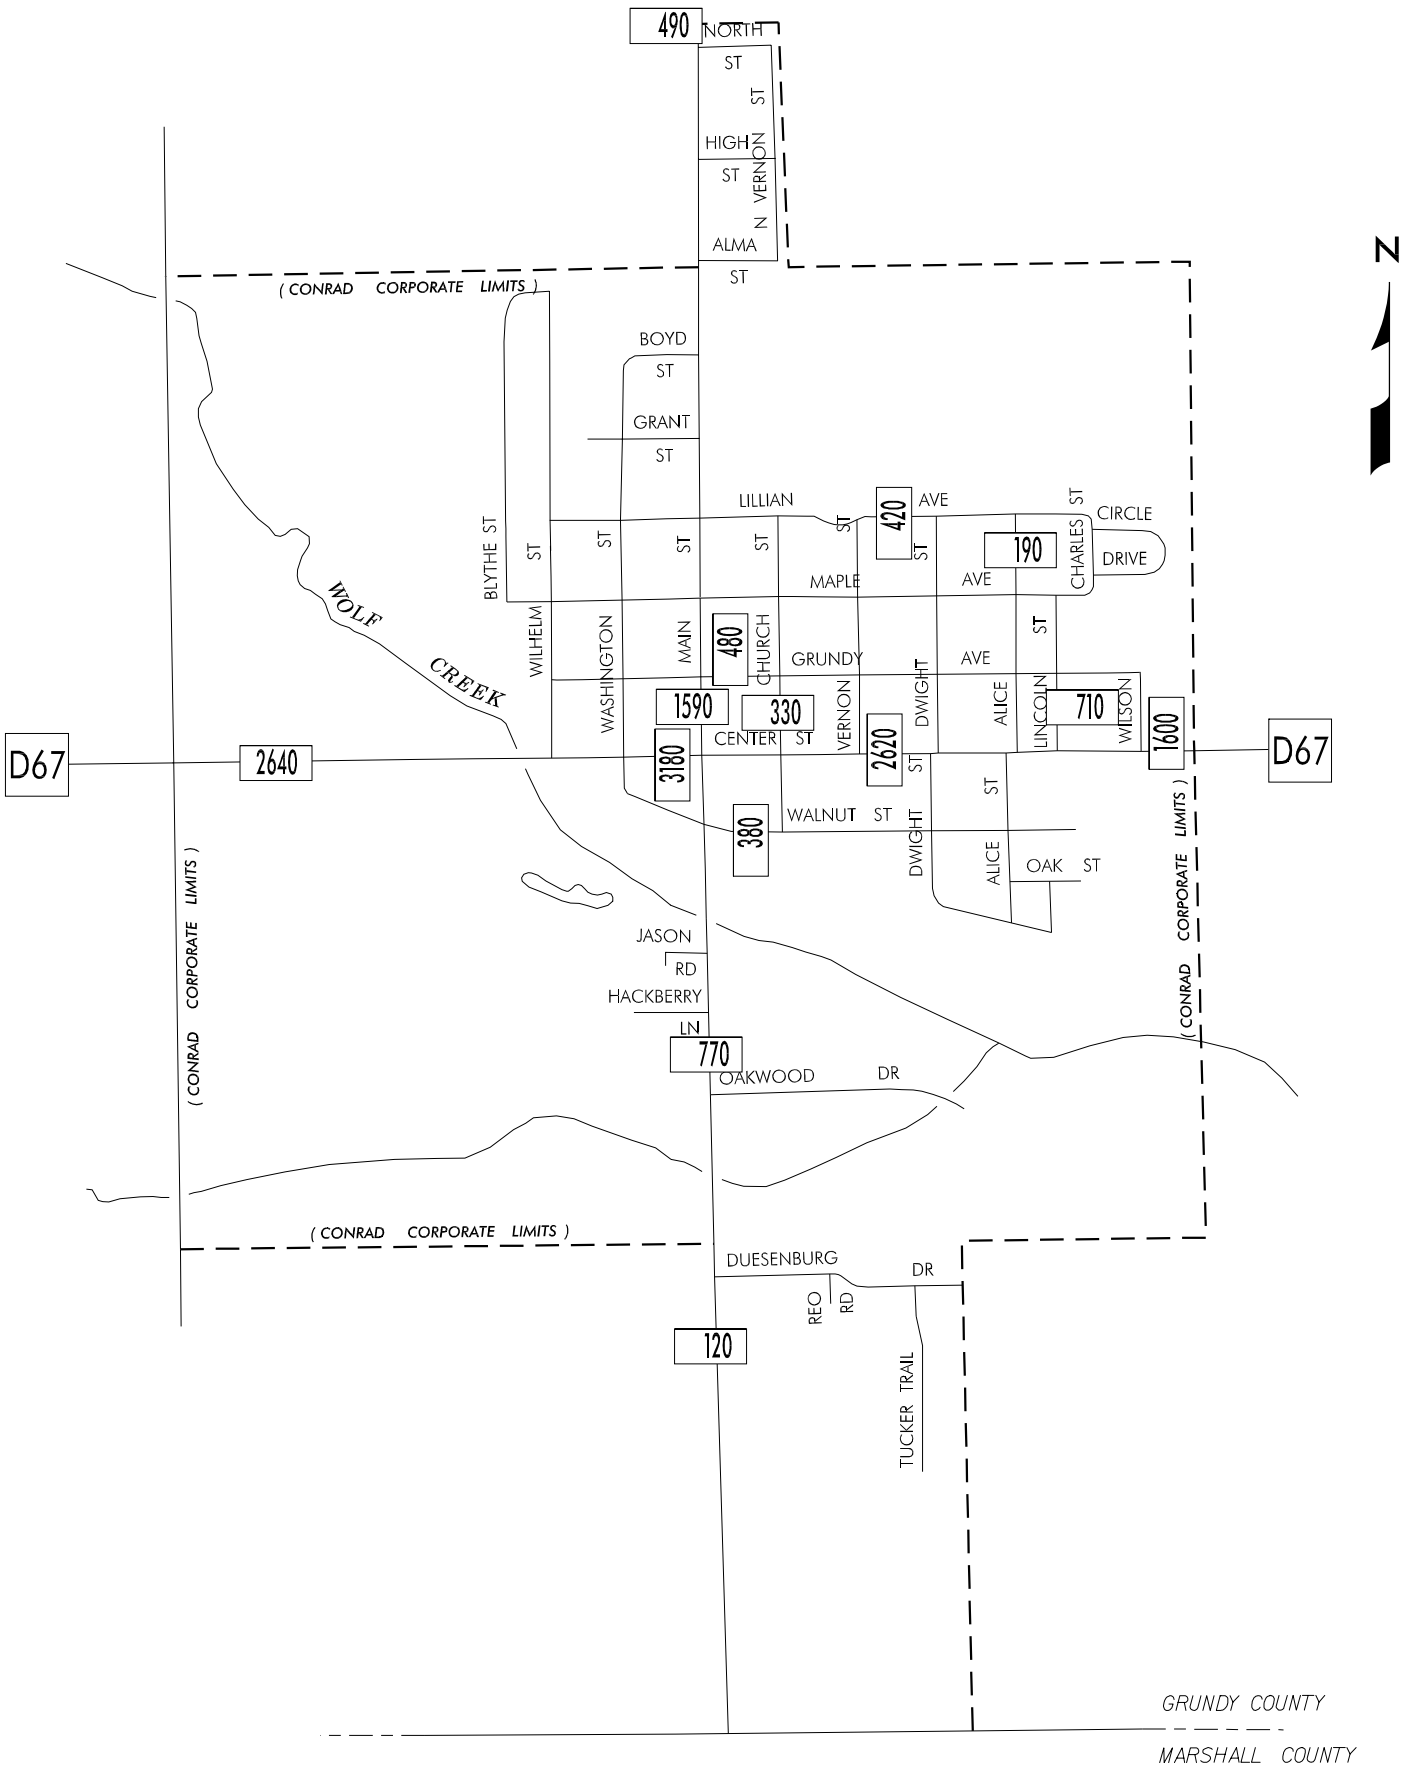 490
NORTH
ST
ST
HIGH
ST
N VERNON
ALMA
ST
N
( CONRAD CORPORATE LIMITS )
BOYD
ST
GRANT
ST
LILLIAN AVE
420
ST
CIRCLE
DRIVE
CHARLES
190
BLYTHE ST
ST
ST
ST
ST
ST
ST
MAPLE AVE
WOLF
CREEK
WILHELM
WASHINGTON
MAIN
480
CHURCH
ST
GRUNDY AVE
1590
330
VERNON
DWIGHT
ALICE
LINCOLN
710
WILSON
1600
CENTER ST
D67
2640
3180
2620
ST
D67
380
WALNUT ST
DWIGHT
ST
ALICE
OAK ST
( CONRAD CORPORATE LIMITS )
( CONRAD CORPORATE LIMITS )
JASON
RD
HACKBERRY
LN
770
OAKWOOD DR
( CONRAD CORPORATE LIMITS )
DUESENBURG DR
REO
RD
120
TUCKER TRAIL
GRUNDY COUNTY
MARSHALL COUNTY